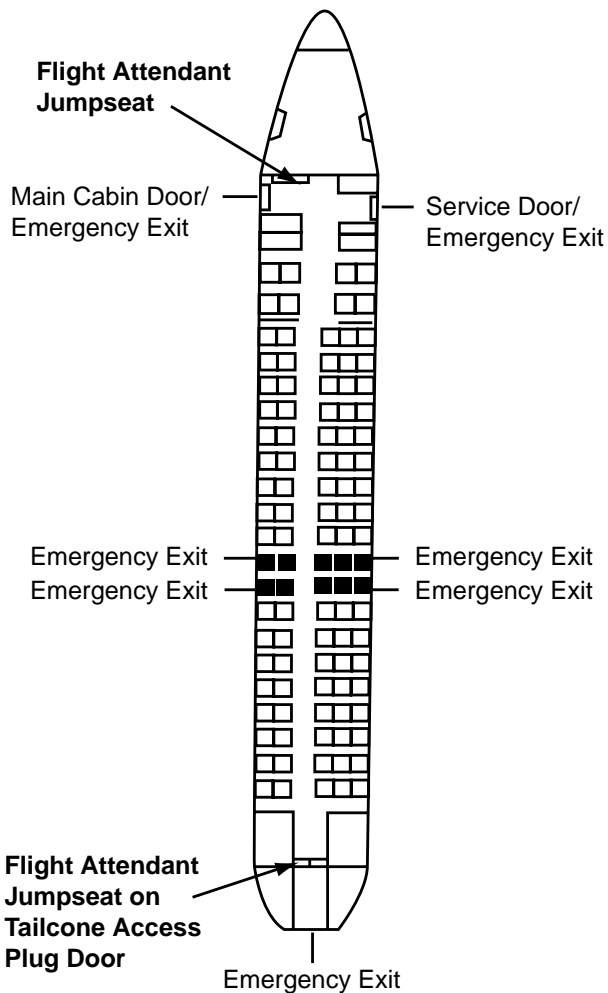 Flight Attendant
Jumpseat
Main Cabin Door/
Emergency Exit
Service Door/
Emergency Exit
Emergency Exit
Emergency Exit
Emergency Exit
Emergency Exit
Flight Attendant
Jumpseat on
Tailcone Access
Plug Door
Emergency Exit